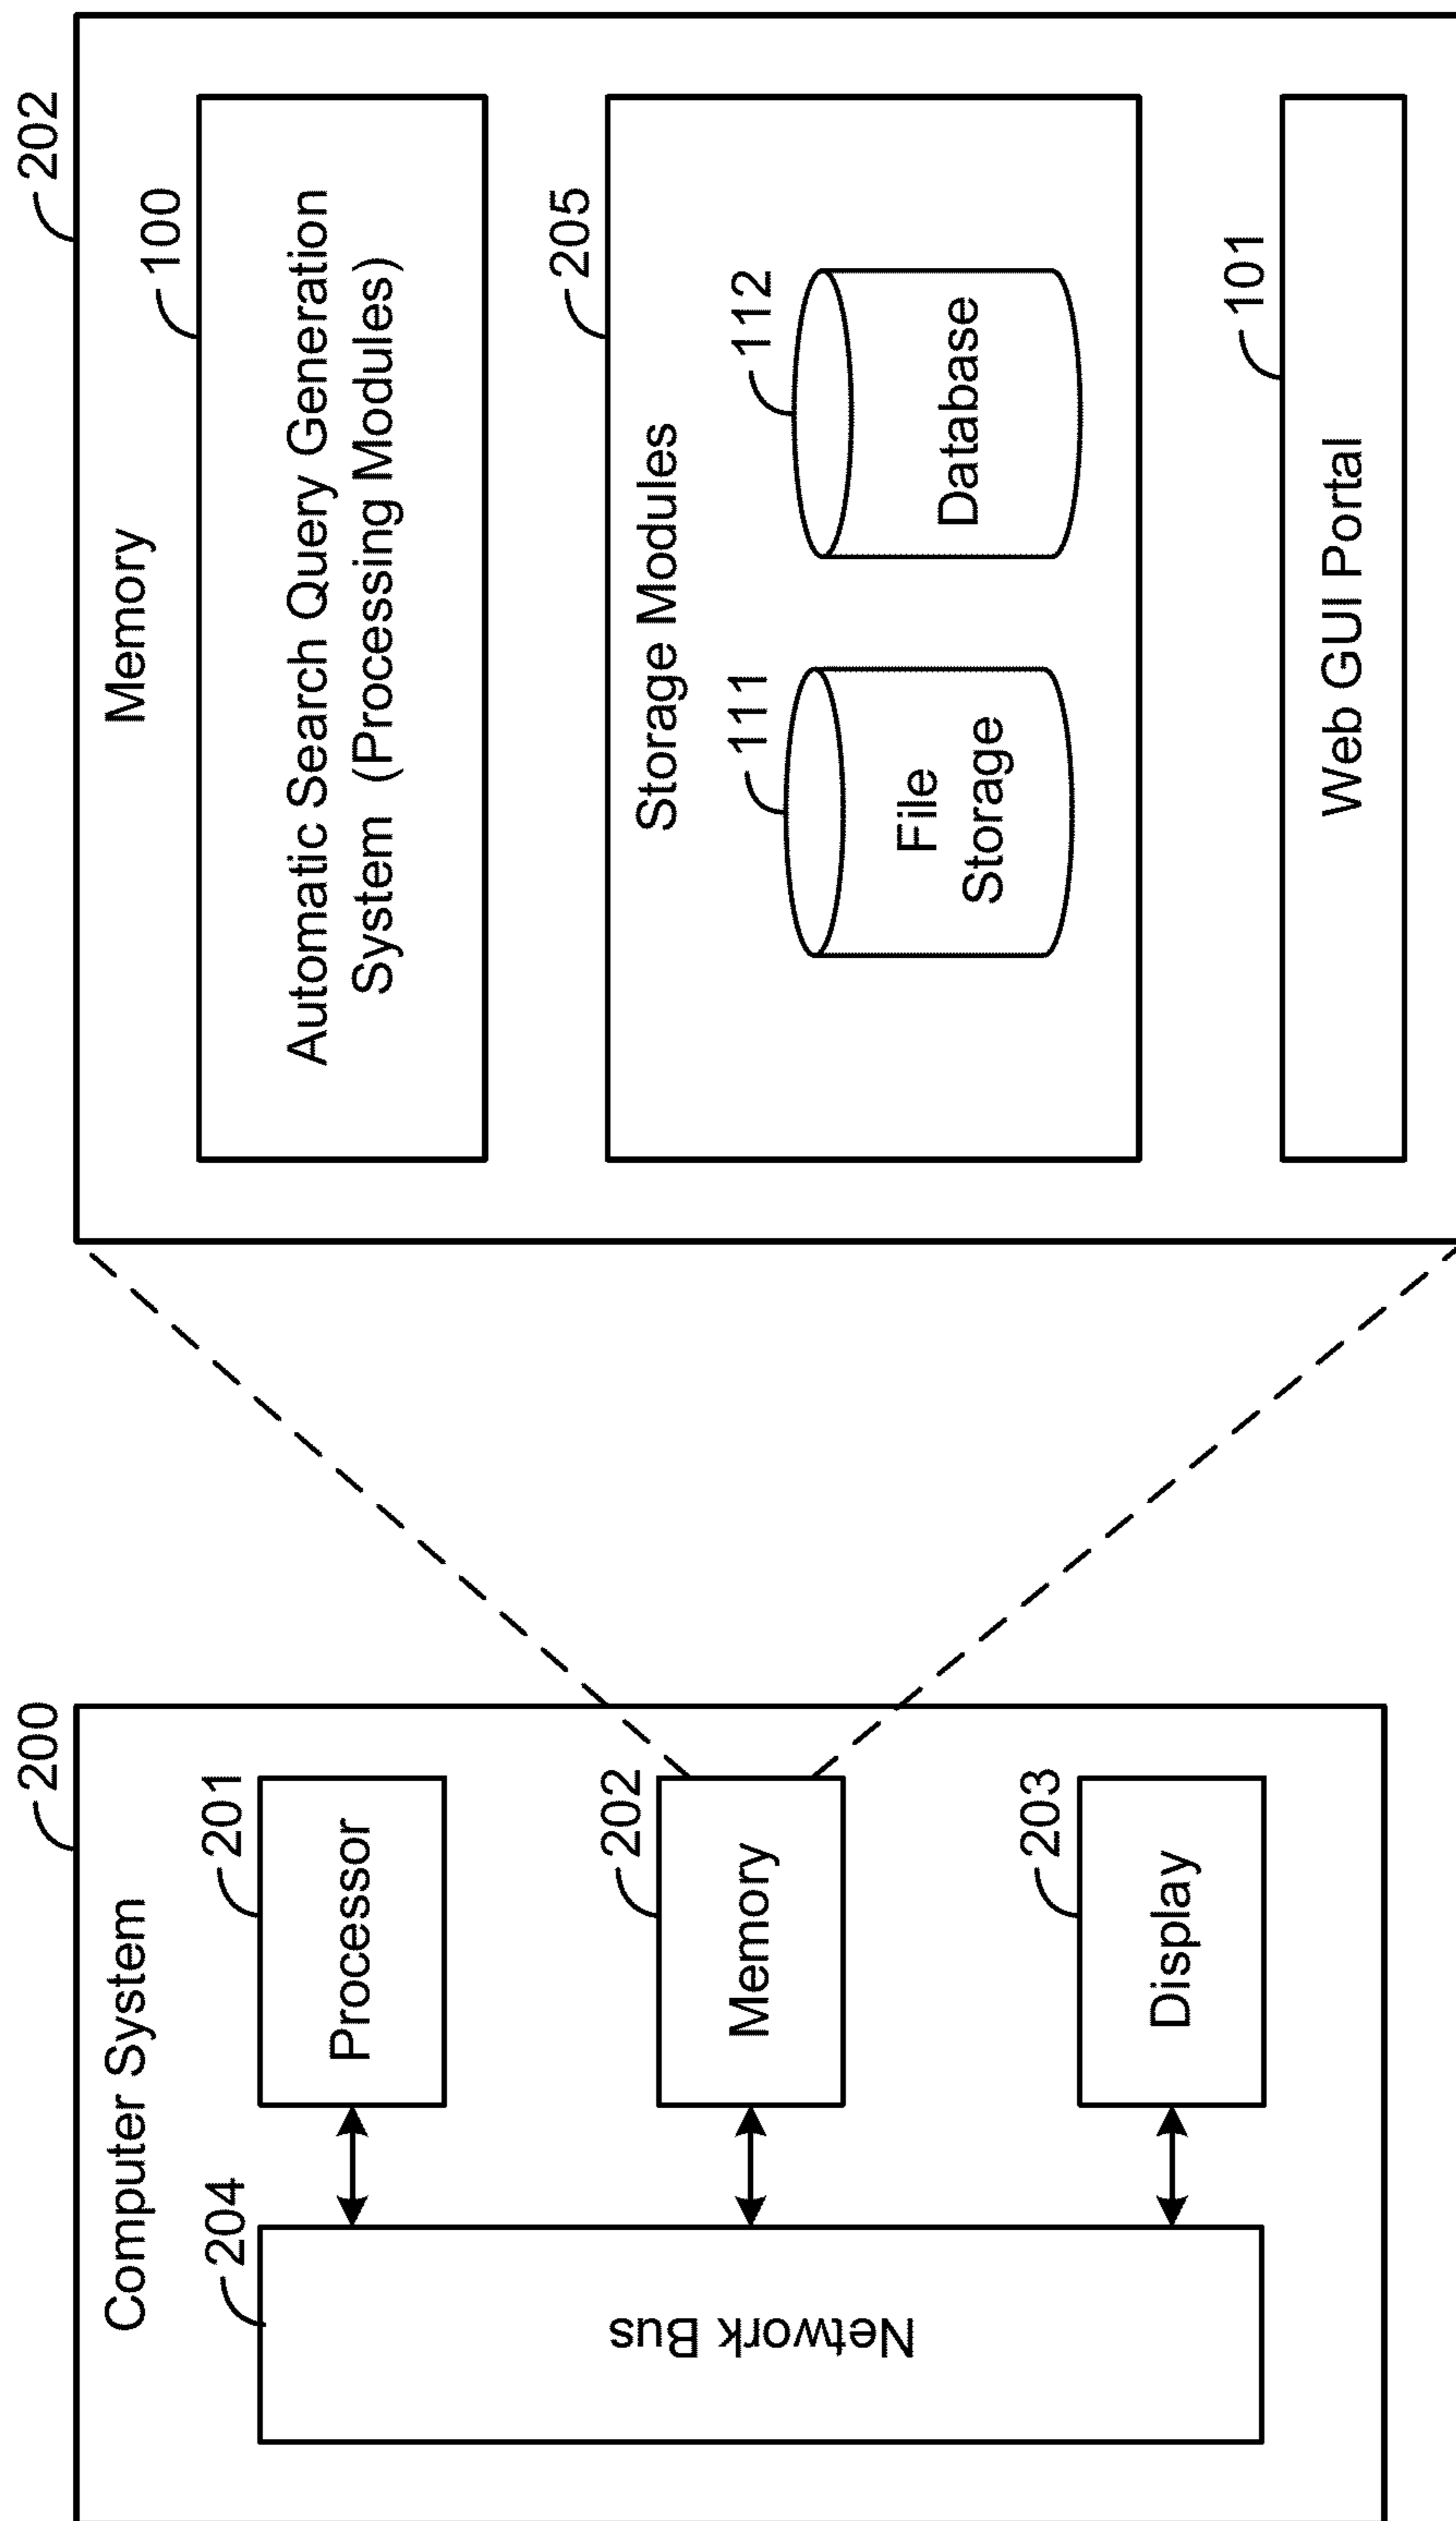 200
Computer System
204
Network Bus
201
Processor
202
Memory
203
Display
202
Memory
100
Automatic Search Query Generation
System (Processing Modules)
205
Storage Modules
111
File
Storage
112
Database
101
Web GUI Portal